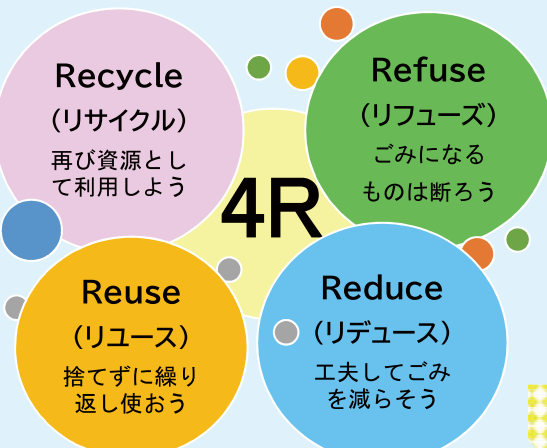 Recycle
(リサイクル)
再び資源とし
て利用しよう
Refuse
(リフューズ)
ごみになる
ものは断ろう
4R
Reuse
(リユース)
捨てずに繰り
返し使おう
Reduce
(リデュース)
工夫してごみ
を減らそう